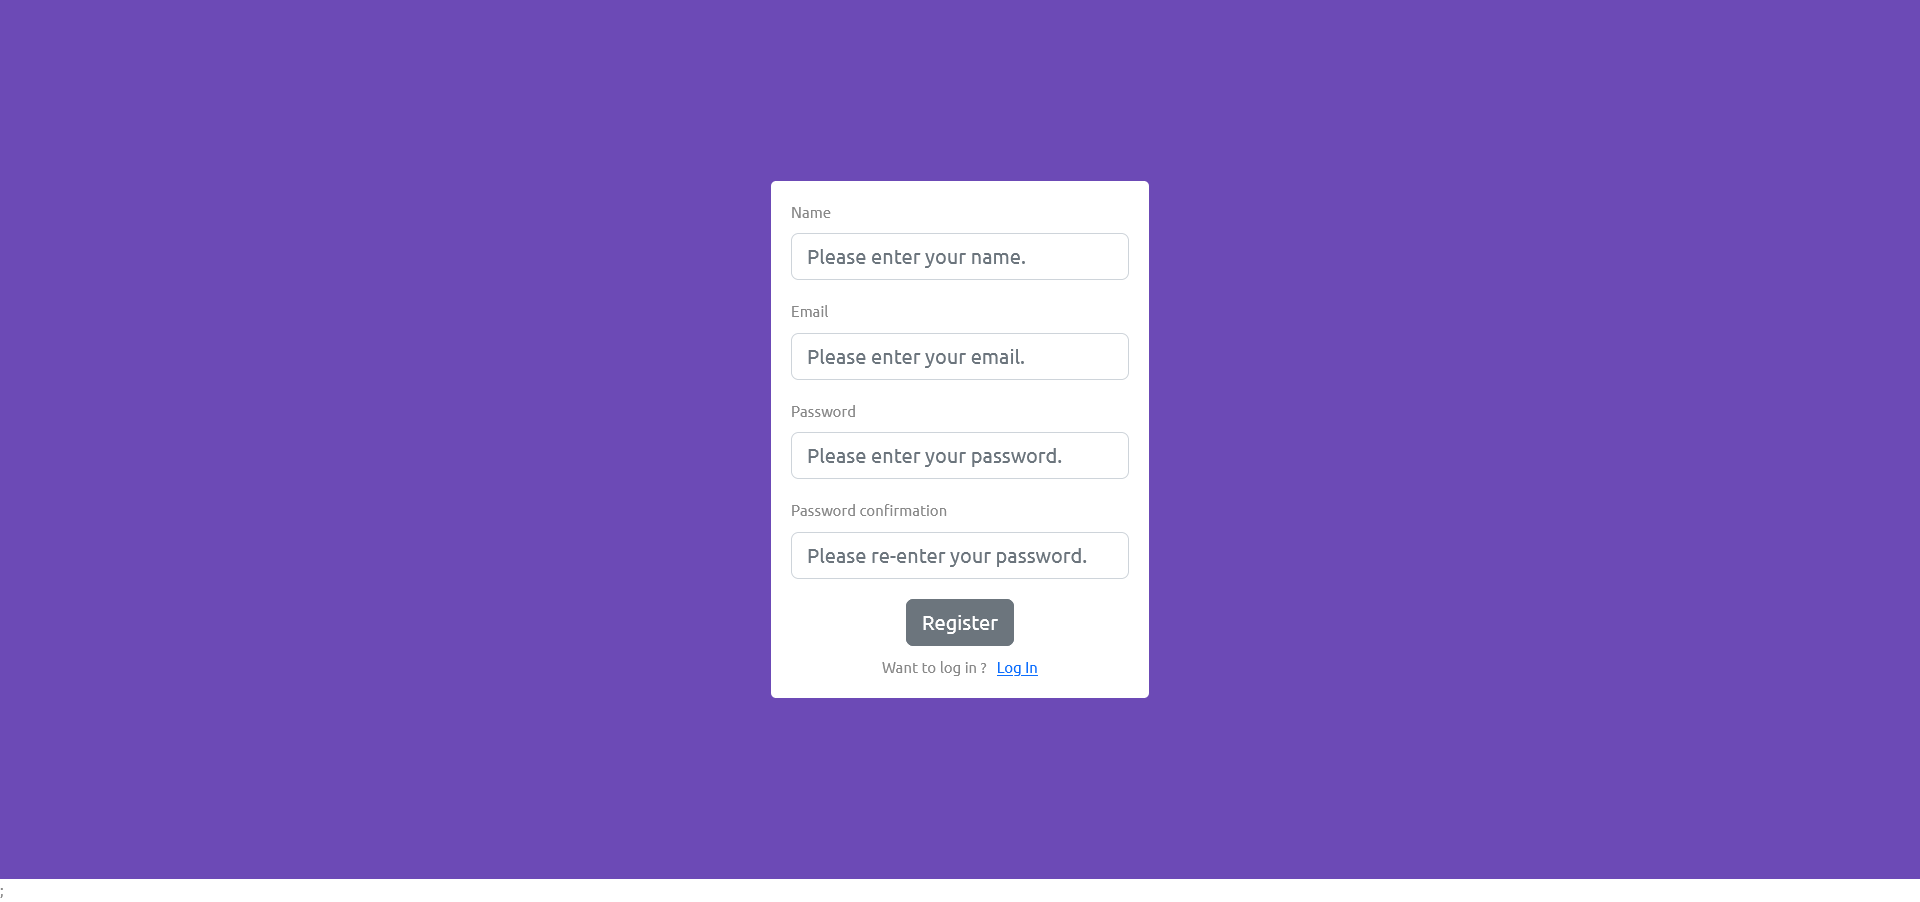 Name
Please enter your name.
Email
Please enter your email.
Password
Please enter your password.
Password confirmation
Please re-enter your password.
Register
Want to log in ? Log In
;